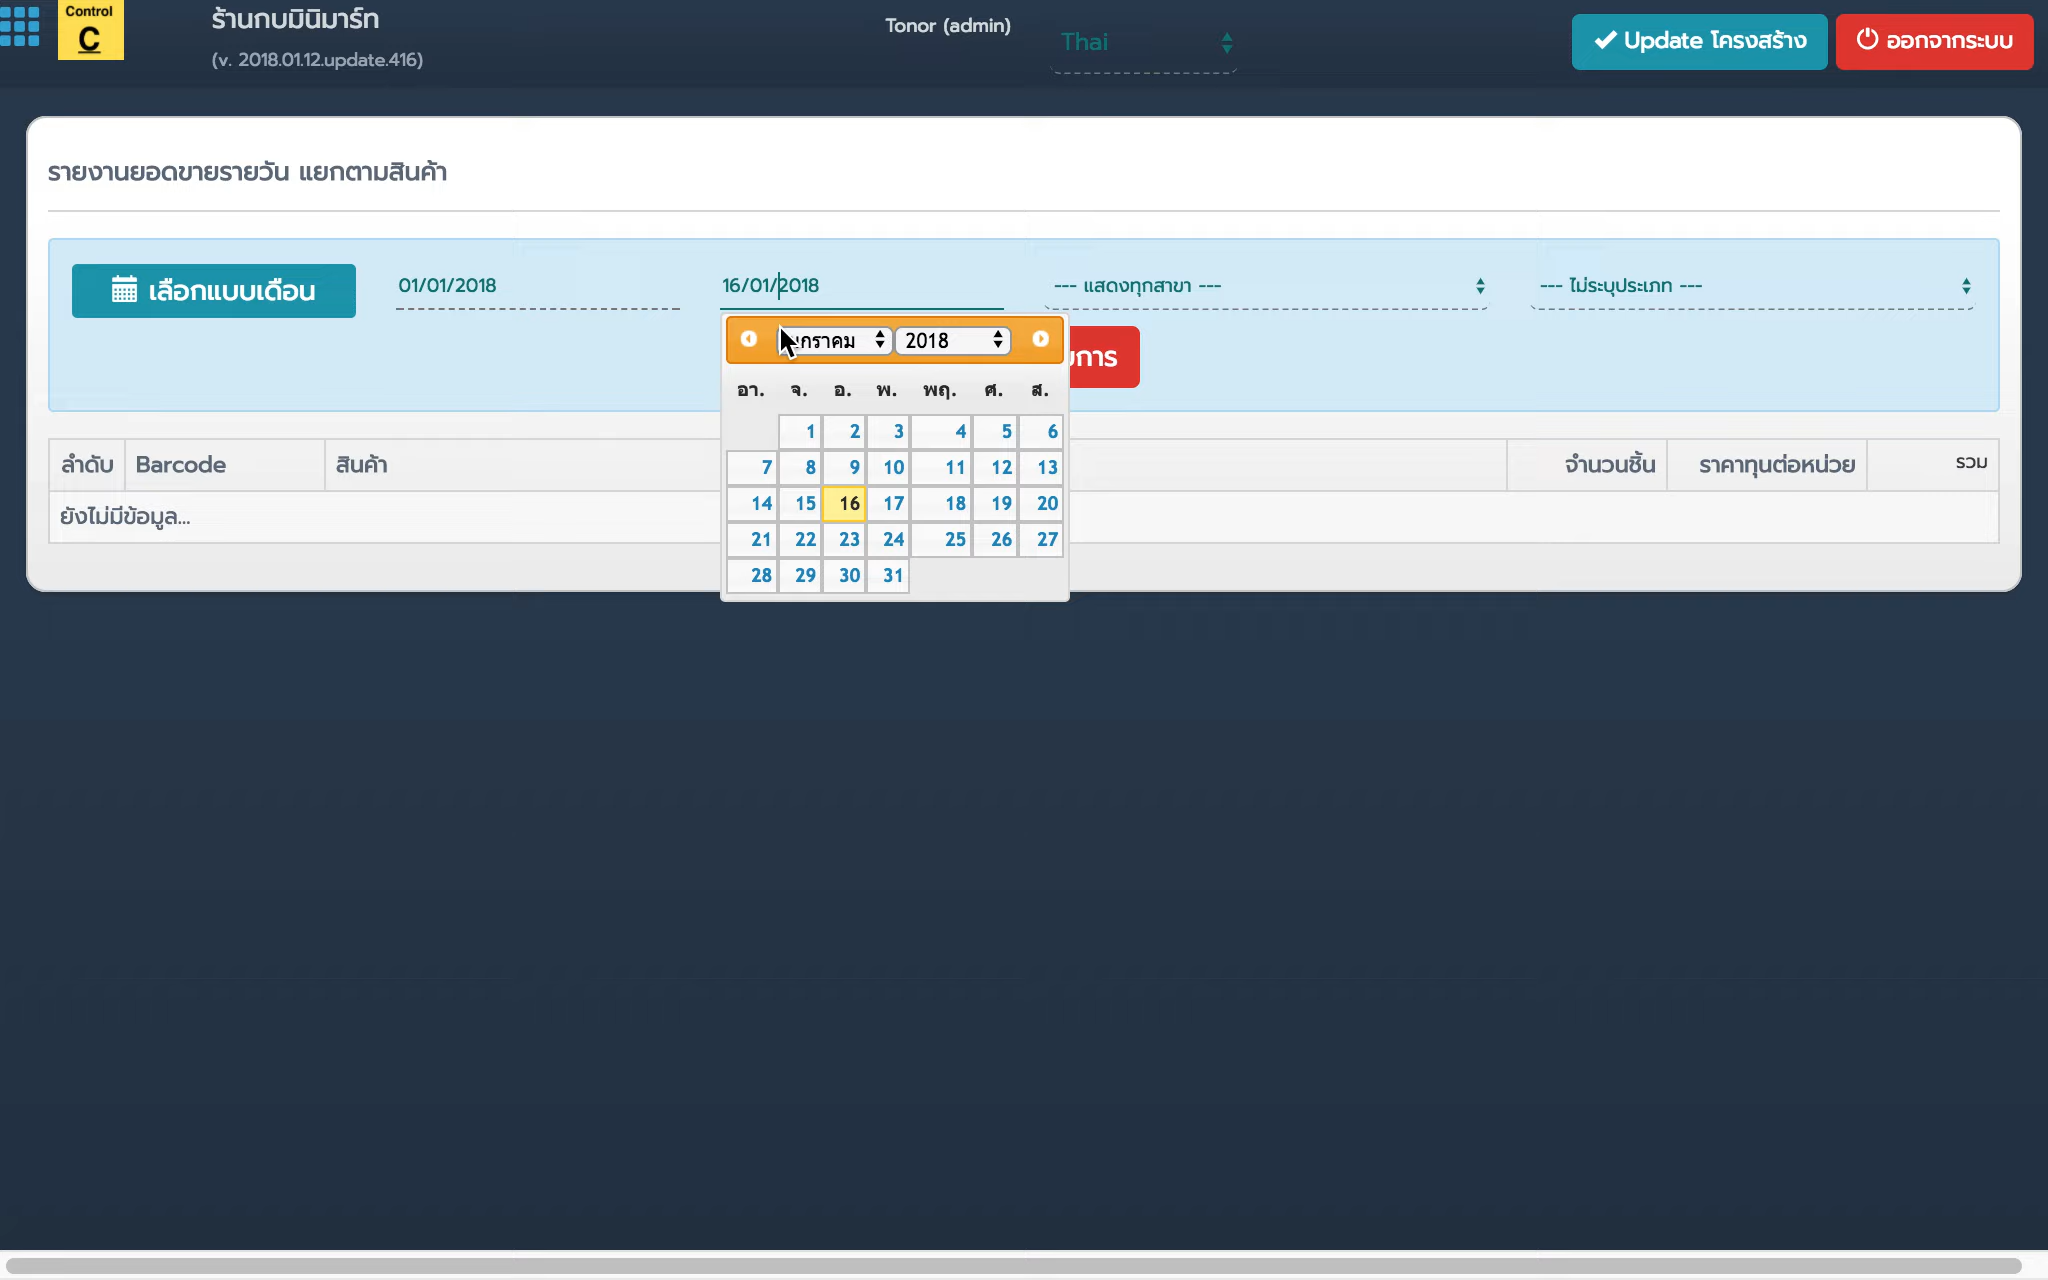 Control
C
ร้านกบมินิมาร์ท
(v. 2018.01.12.update.416)
Tonor (admin)
Thai
Update โครงสร้าง
ออกจากระบบ
รายงานยอดขายรายวัน แยกตามสินค้า
เลือกแบบเดือน
01/01/2018
16/01/2018
--- แสดงทุกสาขา ---
--- ไม่ระบุประเภท ---
2018
อา. จ. อ. พ. พฤ. ศ. ส.
1 2 3 4 5 6
7 8 9 10 11 12 13
14 15 16 17 18 19 20
21 22 23 24 25 26 27
28 29 30 31
ลำดับ Barcode สินค้า จำนวนชิ้น ราคาทุนต่อหน่วย รวม
ยังไม่มีข้อมูล...